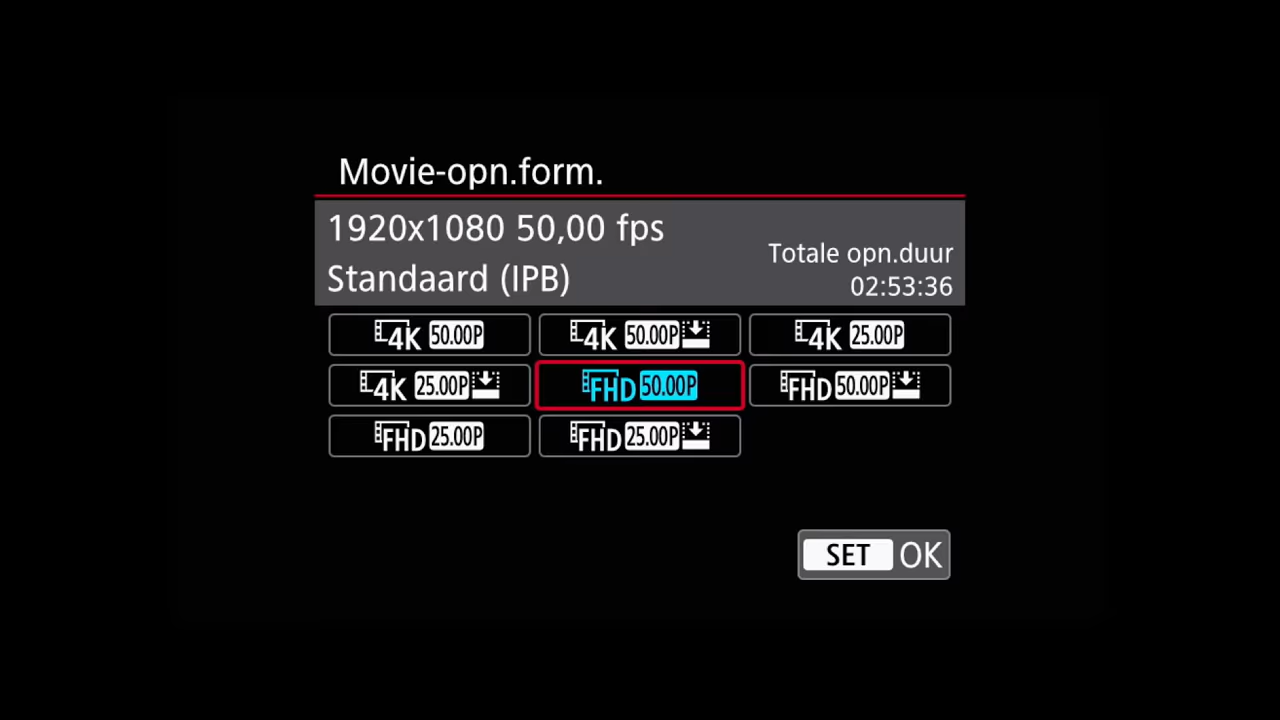 Movie-opn.form.
1920x1080 50,00 fps
Standaard (IPB)
Totale opn.duur
02:53:36
4K 50.00P
4K 50.00P
4K 25.00P
4K 25.00P
FHD 50.00P
FHD 50.00P
FHD 25.00P
FHD 25.00P
SET OK